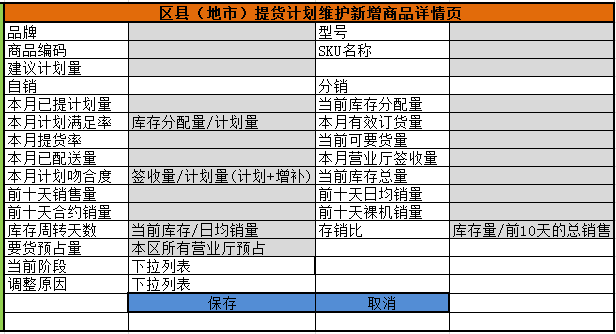 区县（地市）提货计划维护新增商品详情页
品牌 型号
商品编码 SKU名称
建议计划量
自销 分销
本月已提计划量 当前库存分配量
本月计划满足率 库存分配量/计划量 本月有效订货量
本月提货率 当前可要货量
本月已配送量 本月营业厅签收量
本月计划吻合度 签收量/计划量(计划+增补) 当前库存总量
前十天销售量 前十天日均销量
前十天合约销量 前十天裸机销量
库存周转天数 当前库存/日均销量 存销比 库存量/前10天的总销售
要货预占量 本区所有营业厅预占
当前阶段 下拉列表
调整原因 下拉列表
保存 取消